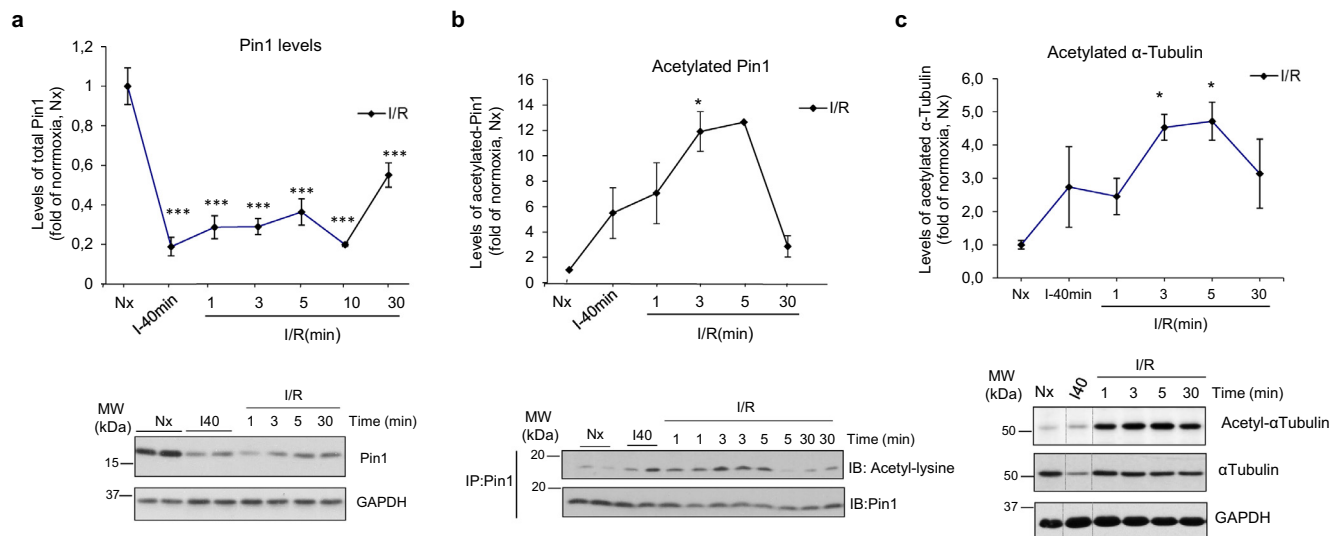 a
Pin1 levels
Levels of total Pin1
(fold of normoxia, Nx)
1,2
1
0,8
0,6
0,4
0,2
0
I/R
***
***
***
***
***
***
Nx
I-40min
1
3
5
10
30
I/R(min)
MW
(kDa)
Nx
I40
I/R
1
3
5
30
Time (min)
15
Pin1
37
GAPDH
b
Acetylated Pin1
Levels of acetylated-Pin1
(fold of normoxia, Nx)
16
14
12
10
8
6
4
2
0
I/R
*
Nx
I-40min
1
3
5
30
I/R(min)
MW
(kDa)
Nx
I40
I/R
1 1 3 3 5 5 30 30
Time (min)
20
IP:Pin1
IB: Acetyl-lysine
20
IB:Pin1
c
Acetylated α-Tubulin
Levels of acetylated α-Tubulin
(fold of normoxia, Nx)
6,0
5,0
4,0
3,0
2,0
1,0
0,0
I/R
*
*
Nx
I-40min
1
3
5
30
I/R(min)
MW
(kDa)
Nx
I40
I/R
1 3 5 30
Time (min)
50
Acetyl-αTubulin
50
αTubulin
37
GAPDH